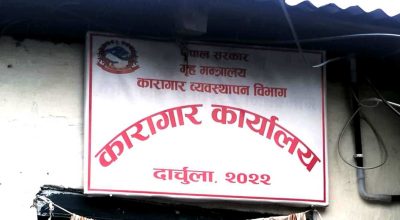 नेपाल सरकार
गृह मन्त्रालय
कारागार व्यवस्थापन विभाग
कारागार कार्यालय
दार्चुला, २०२२